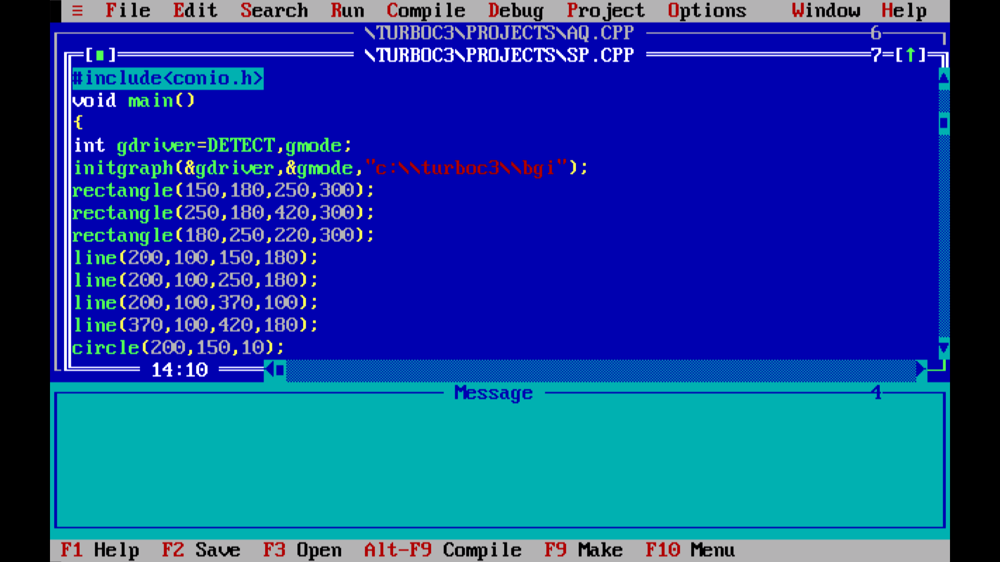 ≡ File Edit Search Run Compile Debug Project Options Window Help
\TURBOC3\PROJECTS\AQ.CPP 6
[■] \TURBOC3\PROJECTS\SP.CPP 7=[↑]
#include<conio.h>
void main()
{
int gdriver=DETECT,gmode;
initgraph(&gdriver,&gmode,"c:\\turboc3\\bgi");
rectangle(150,180,250,300);
rectangle(250,180,420,300);
rectangle(180,250,220,300);
line(200,100,150,180);
line(200,100,250,180);
line(200,100,370,100);
line(370,100,420,180);
circle(200,150,10);
14:10
Message 4
F1 Help F2 Save F3 Open Alt-F9 Compile F9 Make F10 Menu